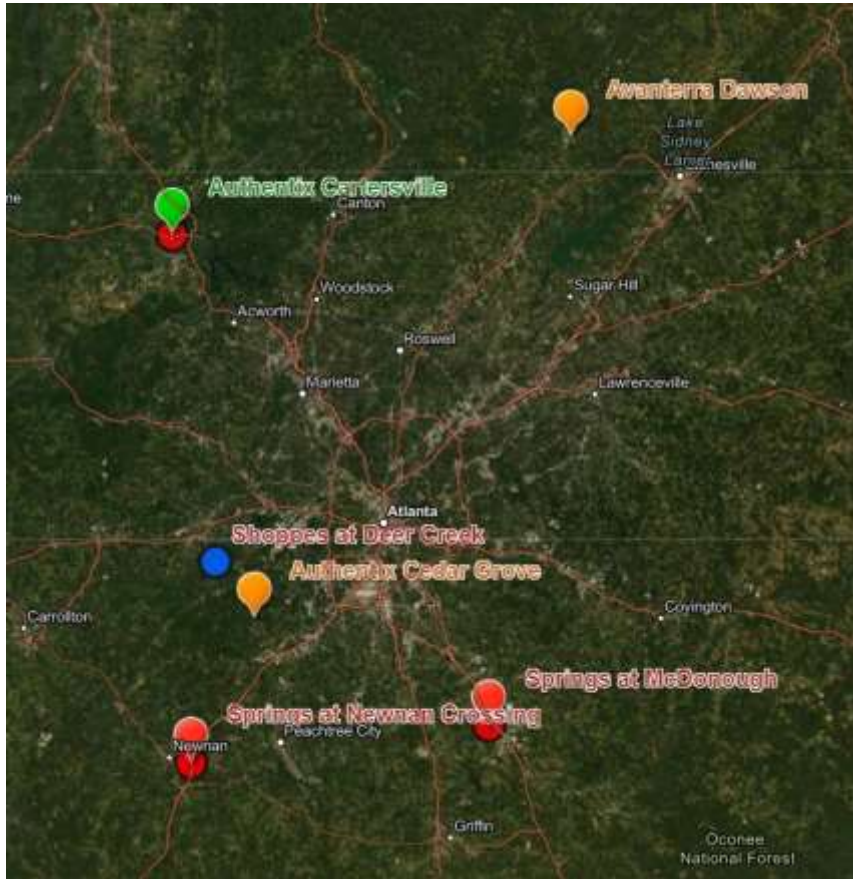 Avanterra Dawson
Lake
Sidney
Gainesville
Authentix Cartersville
ne
Canton
Sugar Hill
Woodstock
Acworth
Roswell
Marietta
Lawrenceville
Atlanta
Shoppes at Deer Creek
Authentix Cedar Grove
Covington
Carrollton
Springs at McDonough
Springs at Newnan Crossing
Peachtree City
Newnan
Griffin
Oconee
National Forest